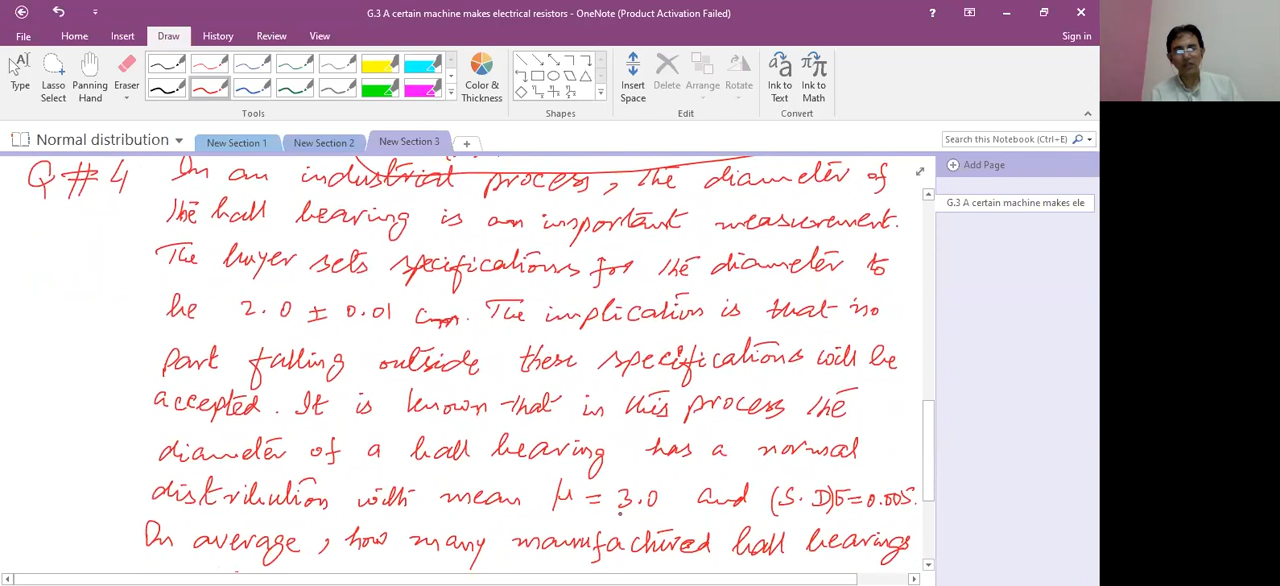 G.3 A certain machine makes electrical resistors - OneNote (Product Activation Failed)
File Home Insert Draw History Review View Sign in
Type Lasso Select Panning Hand Eraser Color & Thickness Insert Space Delete Arrange Rotate Ink to Text Ink to Math
Tools Shapes Edit Convert
Normal distribution New Section 1 New Section 2 New Section 3 Search this Notebook (Ctrl+E)
Add Page
G.3 A certain machine makes ele
Q # 4 In an industrial process, the diameter of
the ball bearing is an important measurement.
The buyer sets specifications for the diameter to
be 2.0 ± 0.01 cm. The implication is that no
part falling outside these specifications will be
accepted. It is known that in this process the
diameter of a ball bearing has a normal
distribution with mean μ = 3.0 and (S.D) σ = 0.005.
On average, how many manufactured ball bearings